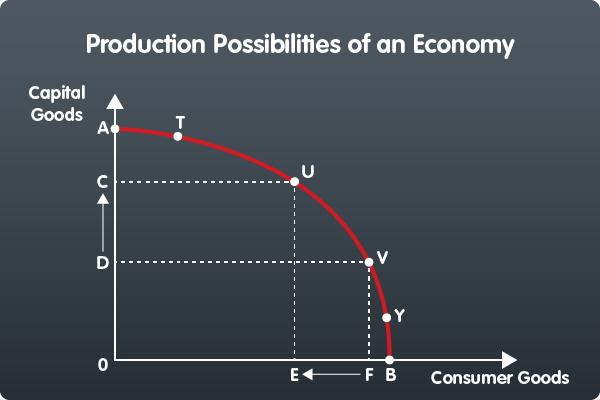 Production Possibilities of an Economy
Capital
Goods
A
T
C
U
D
V
Y
0
E
F
B
Consumer Goods